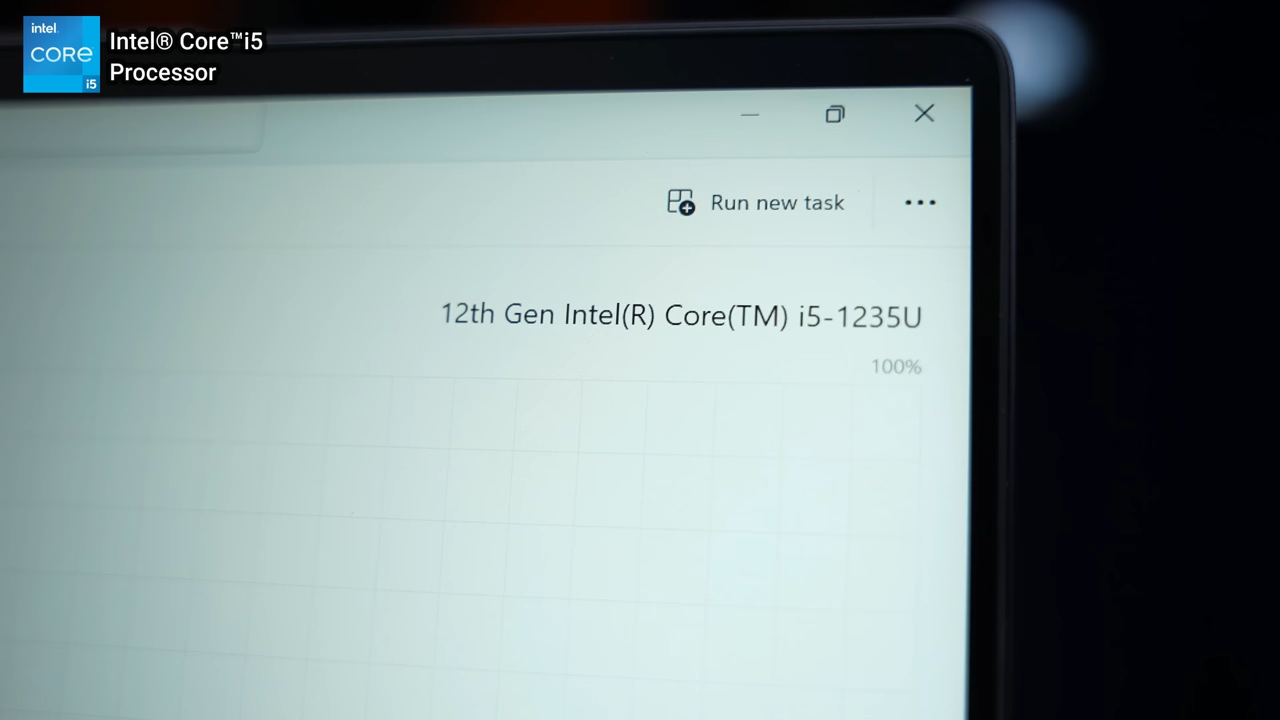 intel.
CORE
i5
Intel® Core™i5
Processor
Run new task
12th Gen Intel(R) Core(TM) i5-1235U
100%